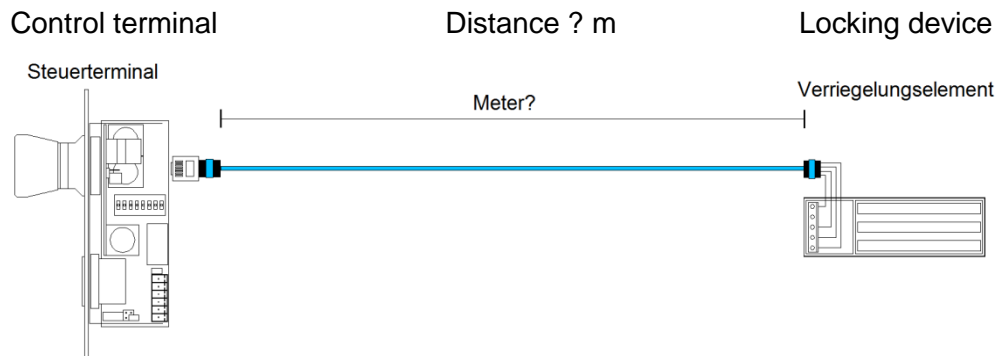 Control terminal
Distance ? m
Locking device
Steuerterminal
Meter?
Verriegelungselement